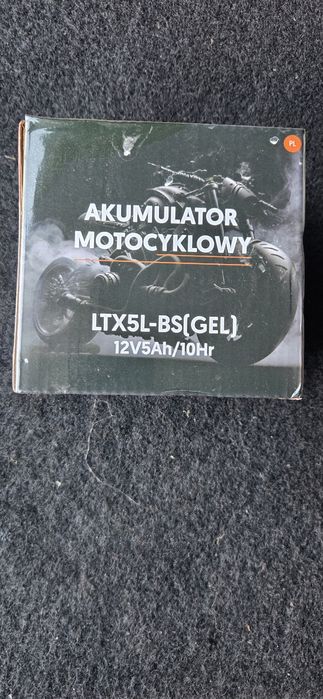 PL
AKUMULATOR
MOTOCYKLOWY
LTX5L-BS(GEL)
12V5Ah/10Hr